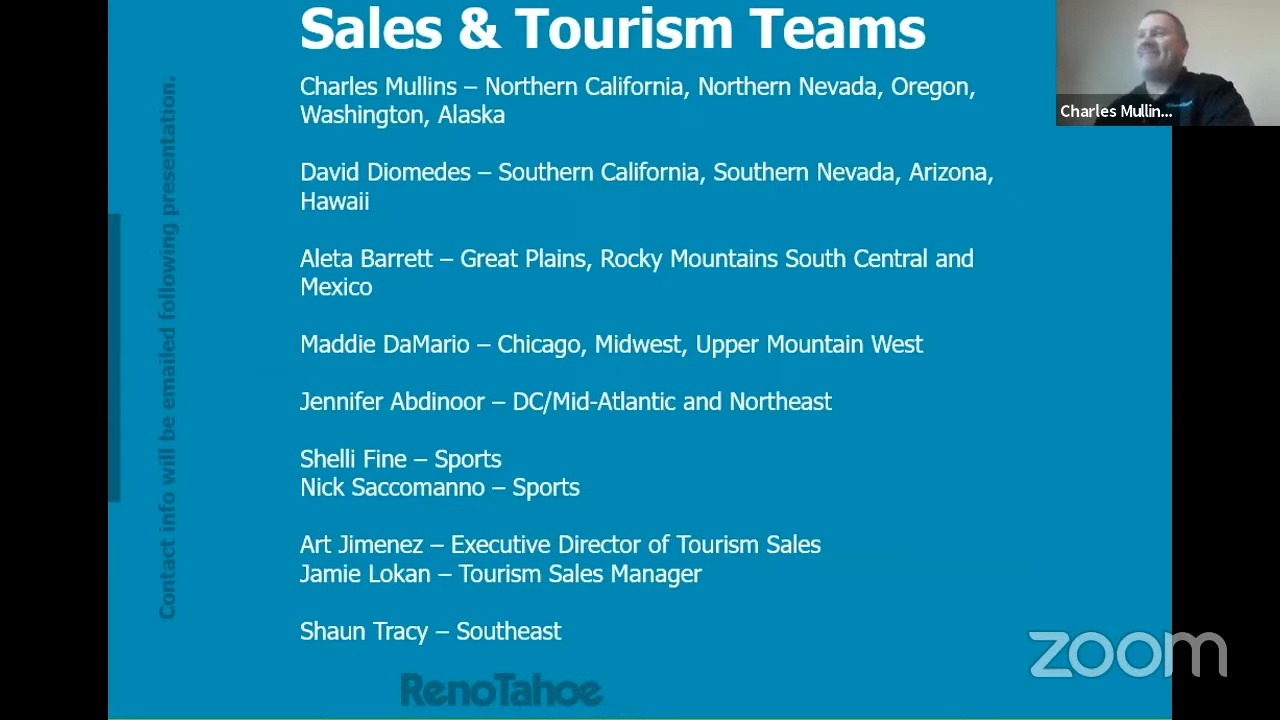 Sales & Tourism Teams
Charles Mullins – Northern California, Northern Nevada, Oregon,
Washington, Alaska
David Diomedes – Southern California, Southern Nevada, Arizona,
Hawaii
Aleta Barrett – Great Plains, Rocky Mountains South Central and
Mexico
Maddie DaMario – Chicago, Midwest, Upper Mountain West
Jennifer Abdinoor – DC/Mid-Atlantic and Northeast
Shelli Fine – Sports
Nick Saccomanno – Sports
Art Jimenez – Executive Director of Tourism Sales
Jamie Lokan – Tourism Sales Manager
Shaun Tracy – Southeast
Contact info will be emailed following presentation.
RenoTahoe
Charles Mullin...
zoom